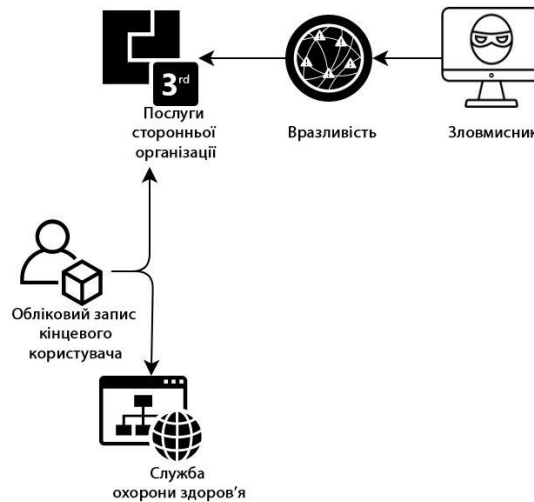 3rd
Послуги
сторонньої
організації
Вразливість
Зловмисник
Обліковий запис
кінцевого
користувача
Служба
охорони здоров’я